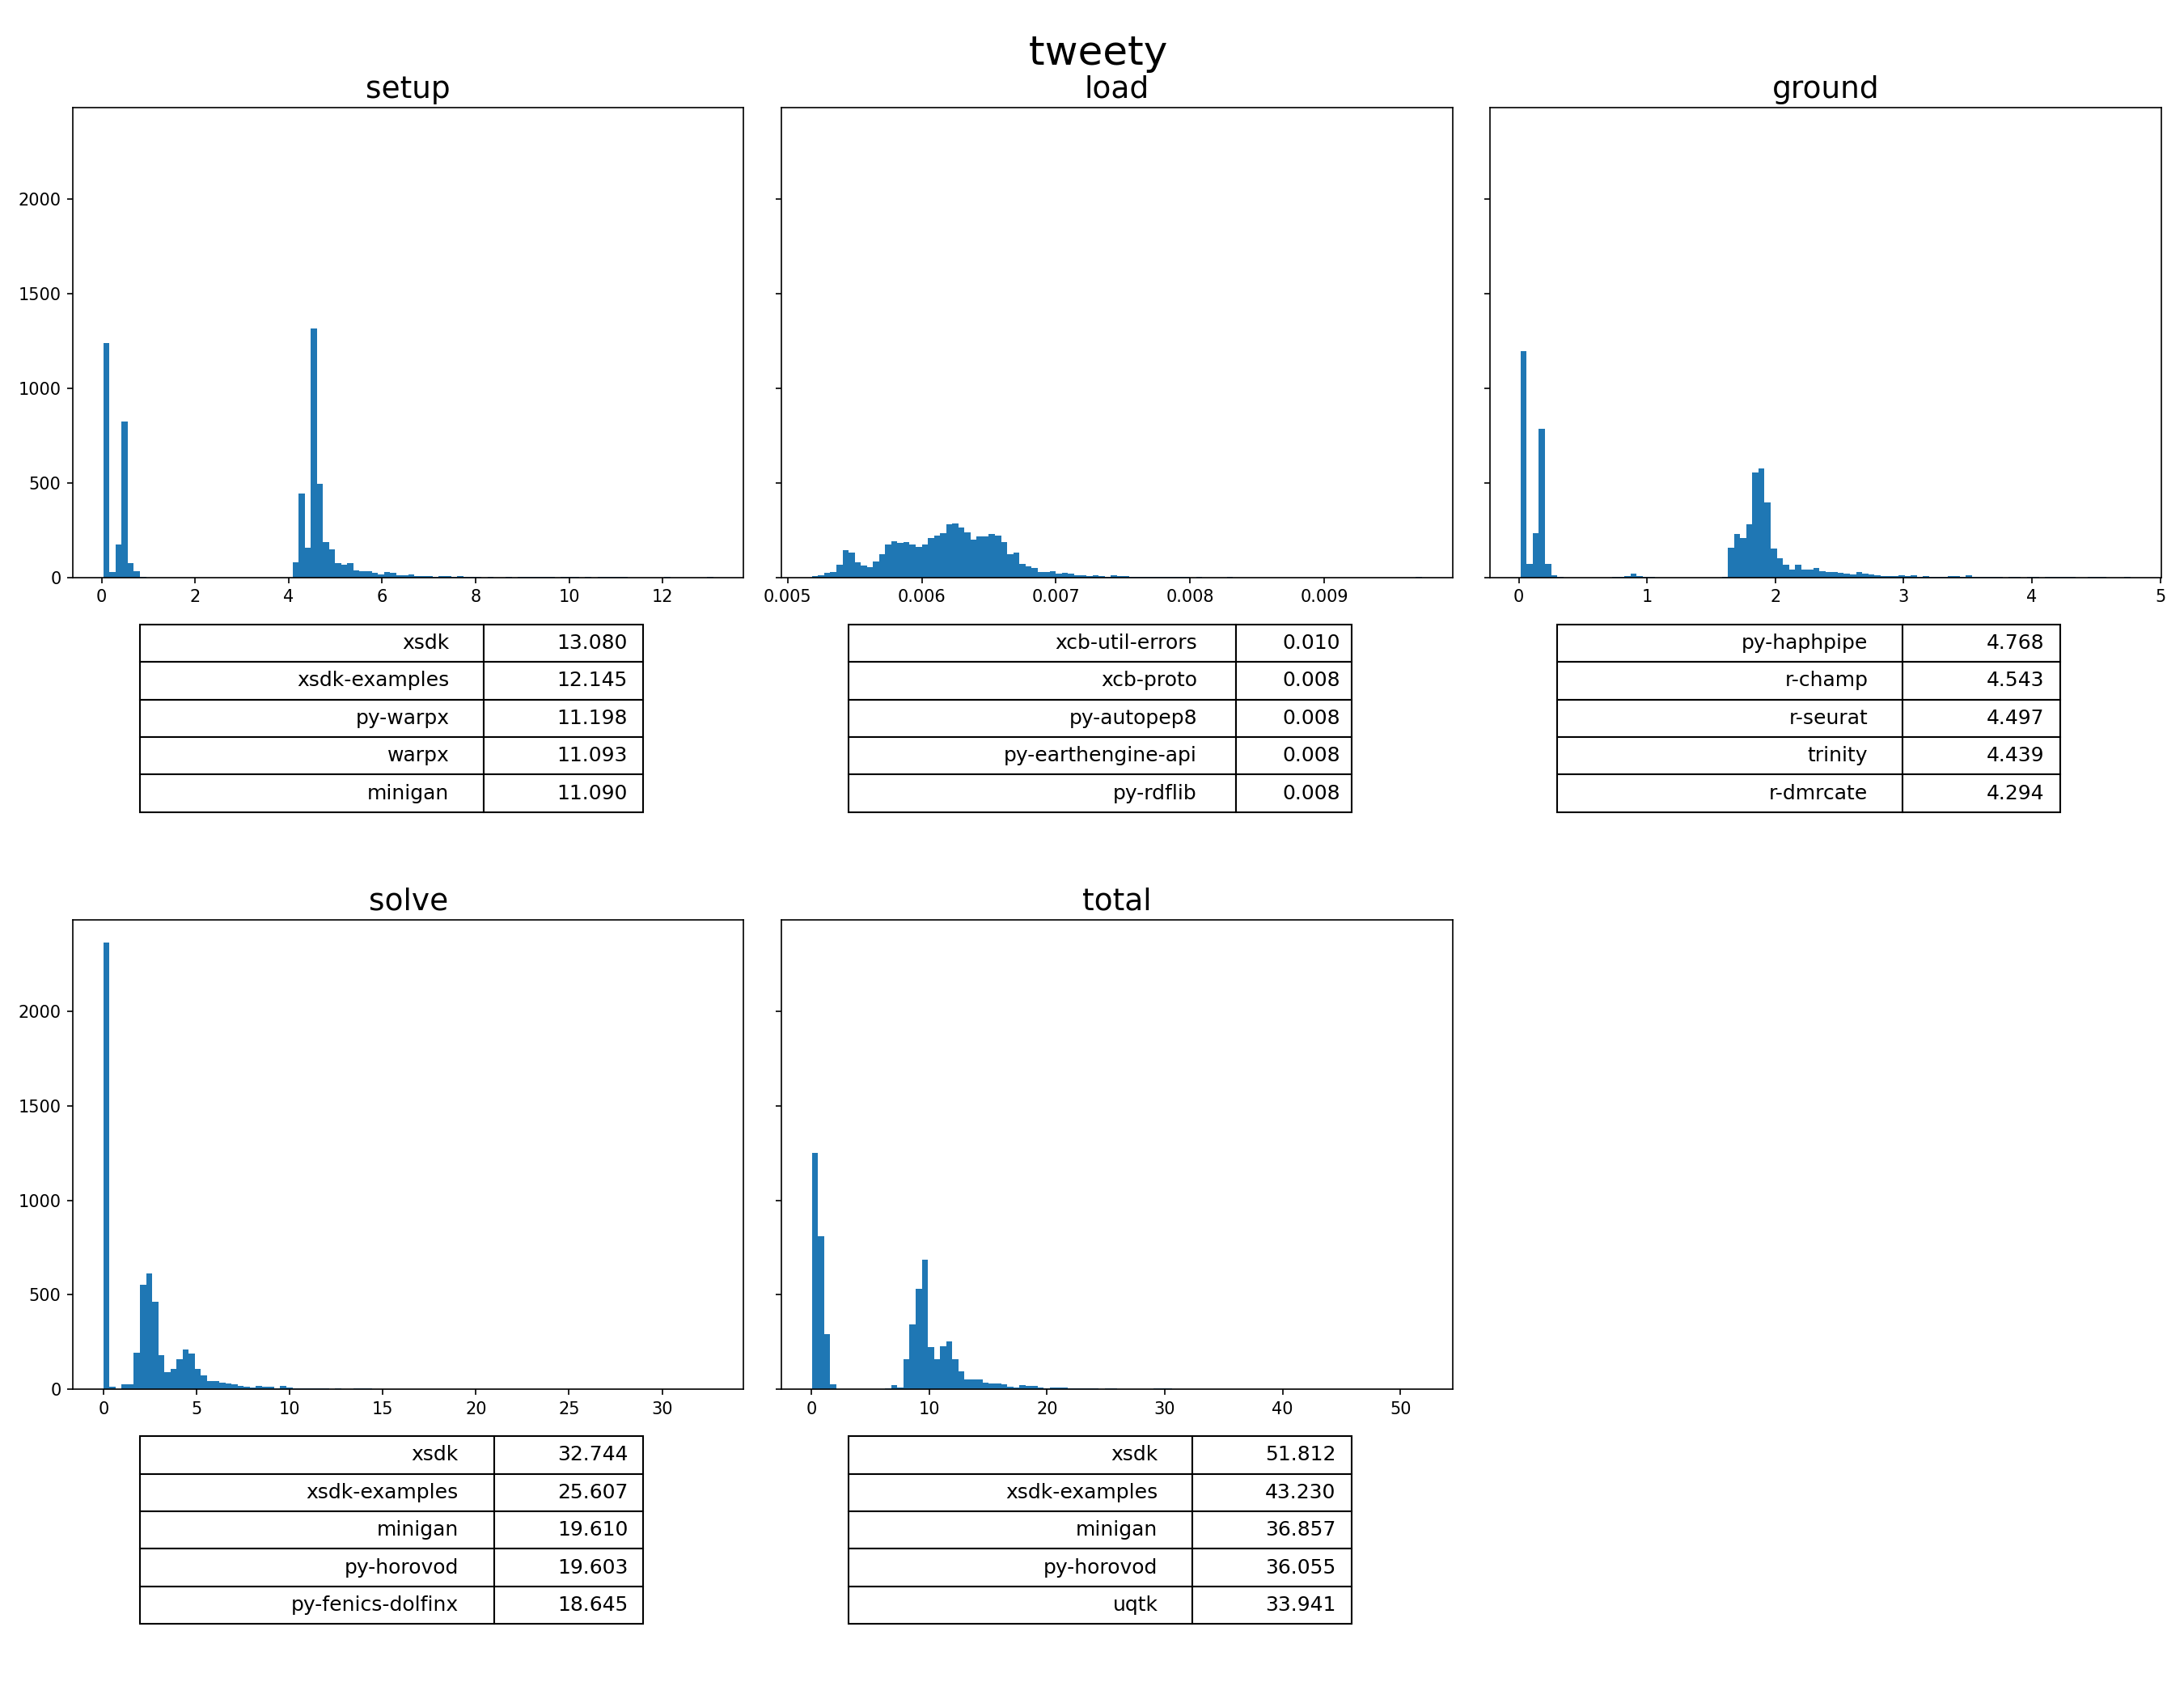 tweety
setup load ground
2000
1500
1000
500
0
0 2 4 6 8 10 12
0.005 0.006 0.007 0.008 0.009
0 1 2 3 4 5
xsdk 13.080
xsdk-examples 12.145
py-warpx 11.198
warpx 11.093
minigan 11.090
xcb-util-errors 0.010
xcb-proto 0.008
py-autopep8 0.008
py-earthengine-api 0.008
py-rdflib 0.008
py-haphpipe 4.768
r-champ 4.543
r-seurat 4.497
trinity 4.439
r-dmrcate 4.294
solve total
2000
1500
1000
500
0
0 5 10 15 20 25 30
0 10 20 30 40 50
xsdk 32.744
xsdk-examples 25.607
minigan 19.610
py-horovod 19.603
py-fenics-dolfinx 18.645
xsdk 51.812
xsdk-examples 43.230
minigan 36.857
py-horovod 36.055
uqtk 33.941